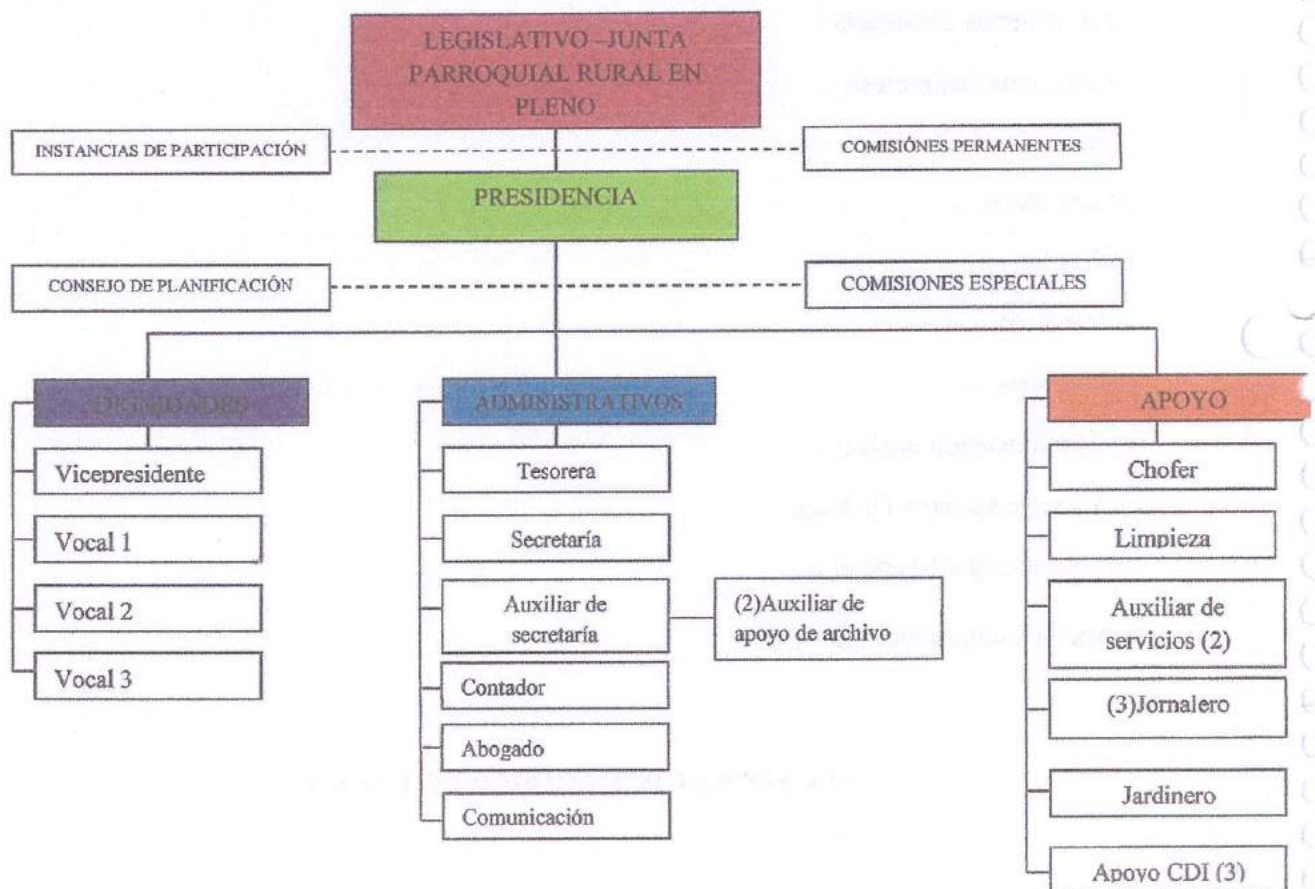 LEGISLATIVO –JUNTA
PARROQUIAL RURAL EN
PLENO
INSTANCIAS DE PARTICIPACIÓN
COMISIÓNES PERMANENTES
PRESIDENCIA
CONSEJO DE PLANIFICACIÓN
COMISIONES ESPECIALES
DIGNIDADES
ADMINISTRATIVOS
APOYO
Vicepresidente
Vocal 1
Vocal 2
Vocal 3
Tesorera
Secretaría
Auxiliar de
secretaría
(2)Auxiliar de
apoyo de archivo
Contador
Abogado
Comunicación
Chofer
Limpieza
Auxiliar de
servicios (2)
(3)Jornalero
Jardinero
Apoyo CDI (3)